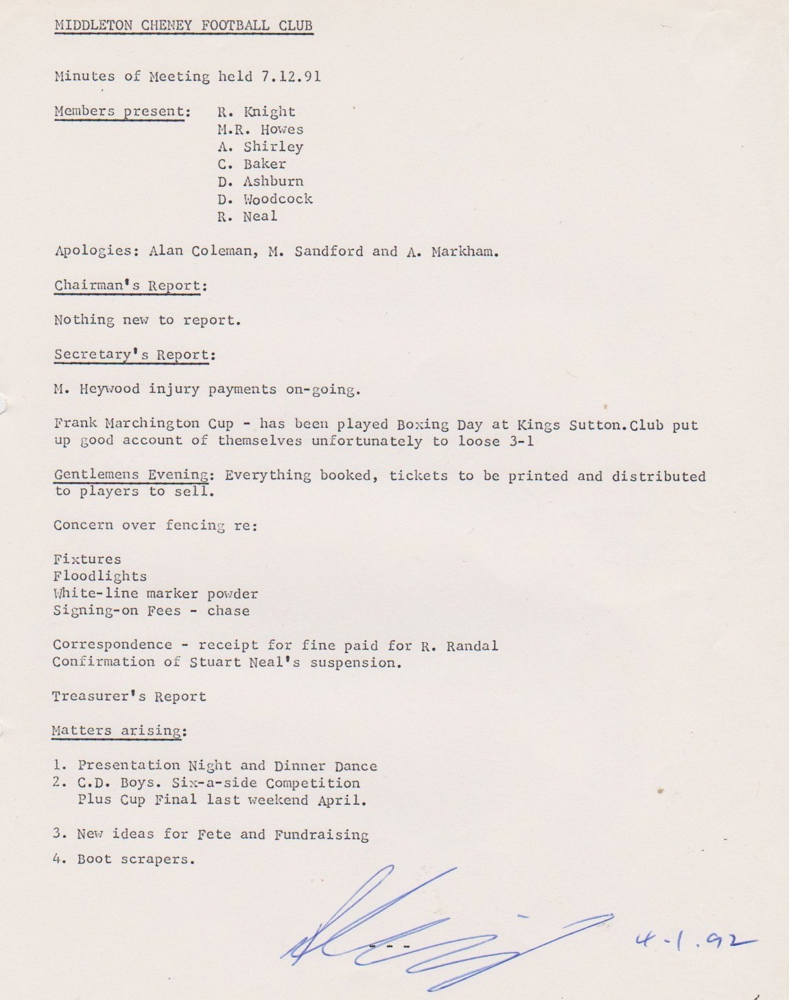 MIDDLETON CHENEY FOOTBALL CLUB
Minutes of Meeting held 7.12.91
Members present: R. Knight
M.R. Howes
A. Shirley
C. Baker
D. Ashburn
D. Woodcock
R. Neal
Apologies: Alan Coleman, M. Sandford and A. Markham.
Chairman's Report:
Nothing new to report.
Secretary's Report:
M. Heywood injury payments on-going.
Frank Marchington Cup - has been played Boxing Day at Kings Sutton.Club put
up good account of themselves unfortunately to loose 3-1
Gentlemens Evening: Everything booked, tickets to be printed and distributed
to players to sell.
Concern over fencing re:
Fixtures
Floodlights
White-line marker powder
Signing-on Fees - chase
Correspondence - receipt for fine paid for R. Randal
Confirmation of Stuart Neal's suspension.
Treasurer's Report
Matters arising:
1. Presentation Night and Dinner Dance
2. C.D. Boys. Six-a-side Competition
Plus Cup Final last weekend April.
3. New ideas for Fete and Fundraising
4. Boot scrapers.
- - -
4-1.92